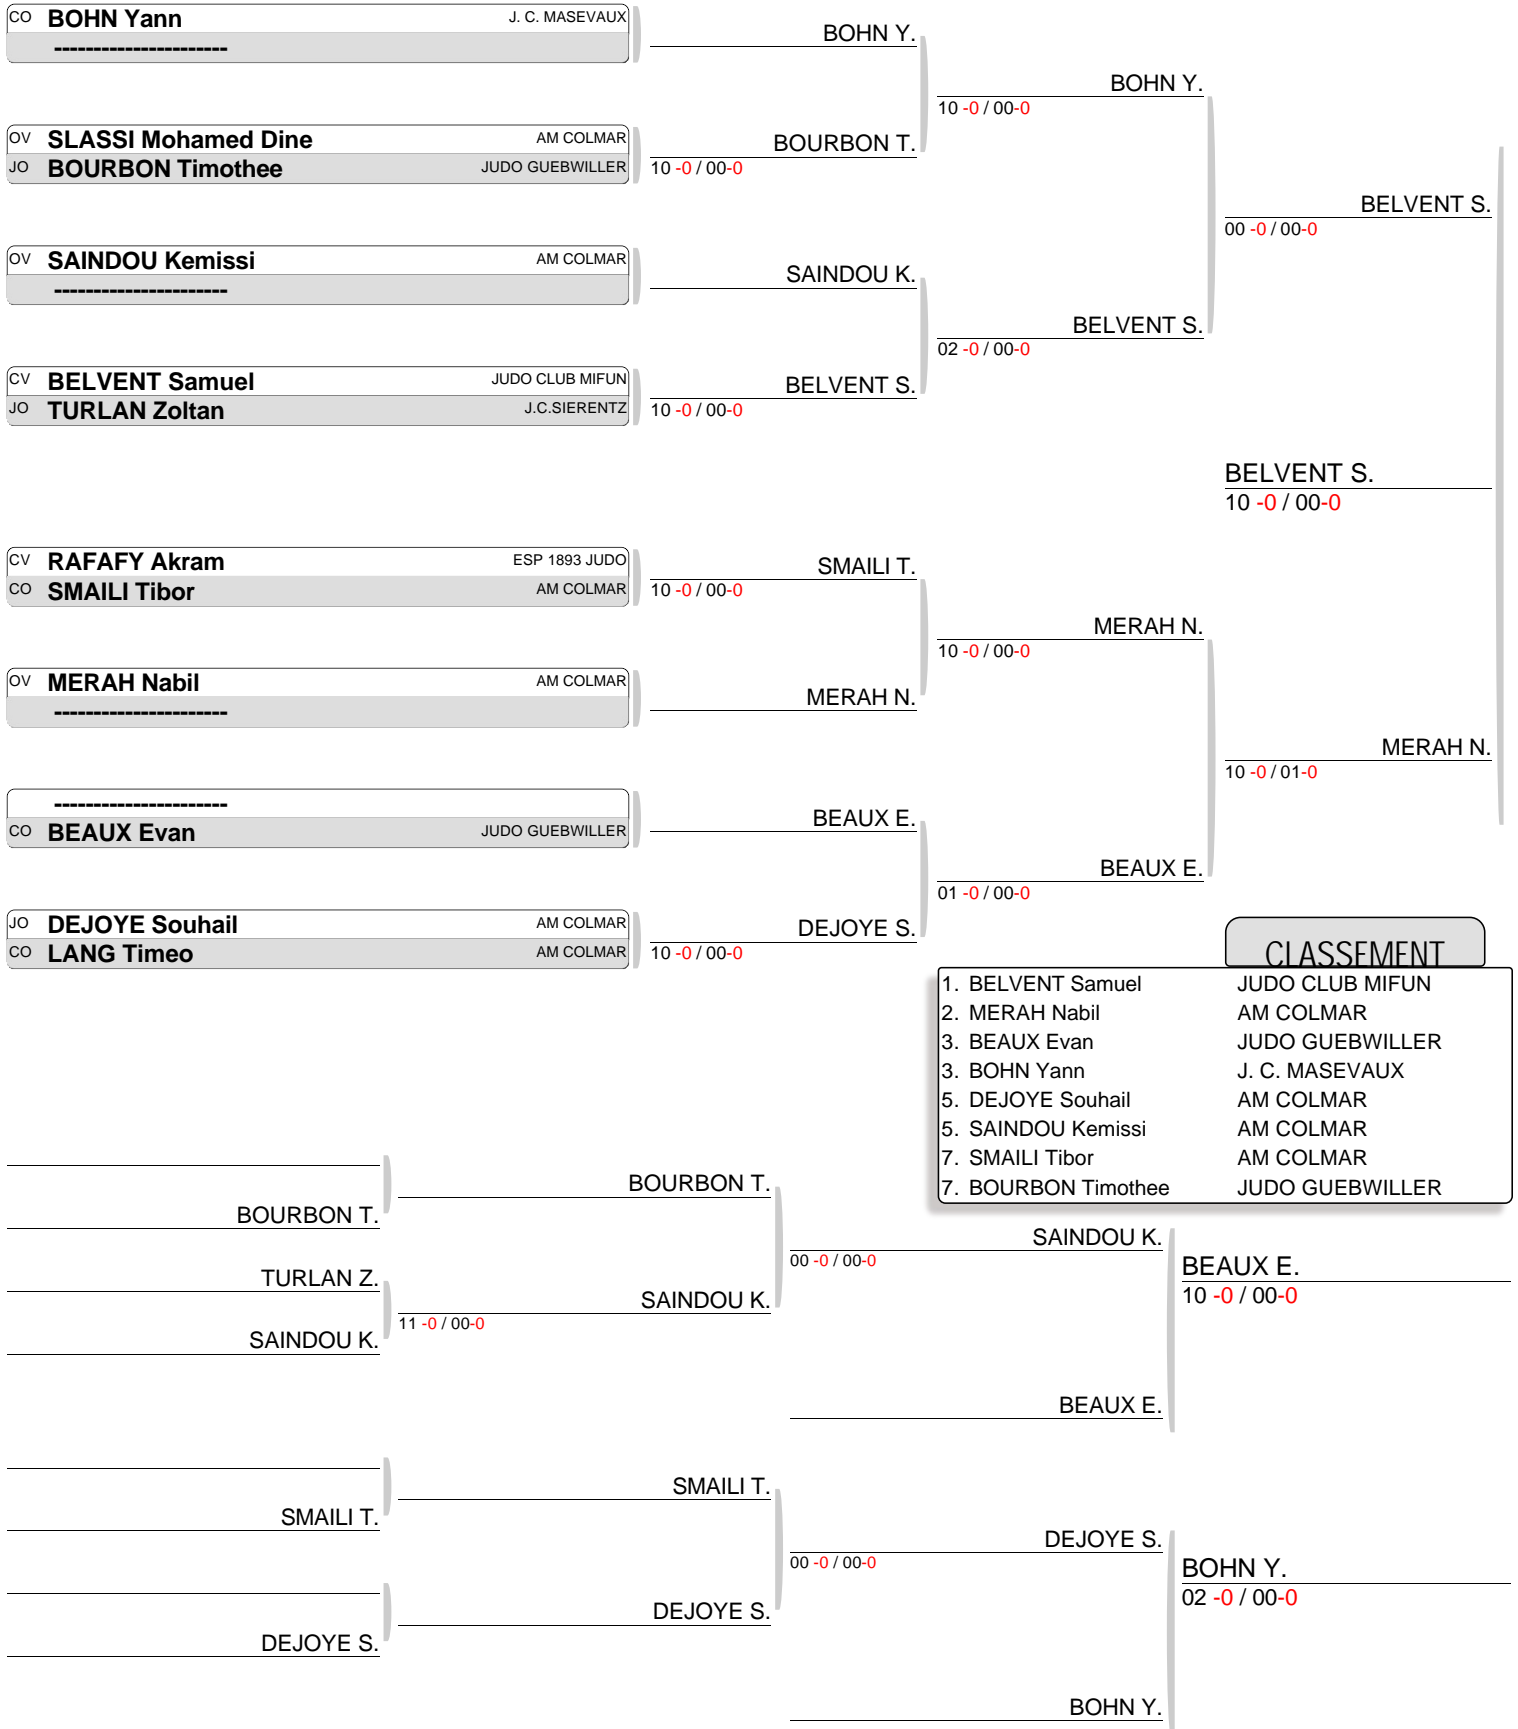 CO BOHN Yann J. C. MASEVAUX
----------------------
BOHN Y.
BOHN Y.
10 -0 / 00-0
OV SLASSI Mohamed Dine AM COLMAR
JO BOURBON Timothee JUDO GUEBWILLER
BOURBON T.
10 -0 / 00-0
BELVENT S.
00 -0 / 00-0
OV SAINDOU Kemissi AM COLMAR
----------------------
SAINDOU K.
BELVENT S.
02 -0 / 00-0
CV BELVENT Samuel JUDO CLUB MIFUN
JO TURLAN Zoltan J.C.SIERENTZ
BELVENT S.
10 -0 / 00-0
BELVENT S.
10 -0 / 00-0
CV RAFAFY Akram ESP 1893 JUDO
CO SMAILI Tibor AM COLMAR
SMAILI T.
10 -0 / 00-0
MERAH N.
10 -0 / 00-0
OV MERAH Nabil AM COLMAR
----------------------
MERAH N.
MERAH N.
10 -0 / 01-0
----------------------
CO BEAUX Evan JUDO GUEBWILLER
BEAUX E.
BEAUX E.
01 -0 / 00-0
JO DEJOYE Souhail AM COLMAR
CO LANG Timeo AM COLMAR
DEJOYE S.
10 -0 / 00-0
CLASSEMENT
1. BELVENT Samuel JUDO CLUB MIFUN
2. MERAH Nabil AM COLMAR
3. BEAUX Evan JUDO GUEBWILLER
3. BOHN Yann J. C. MASEVAUX
5. DEJOYE Souhail AM COLMAR
5. SAINDOU Kemissi AM COLMAR
7. SMAILI Tibor AM COLMAR
7. BOURBON Timothee JUDO GUEBWILLER
BOURBON T.
BOURBON T.
TURLAN Z.
SAINDOU K.
SAINDOU K.
11 -0 / 00-0
SAINDOU K.
00 -0 / 00-0
BEAUX E.
BEAUX E.
10 -0 / 00-0
SMAILI T.
SMAILI T.
DEJOYE S.
DEJOYE S.
DEJOYE S.
00 -0 / 00-0
BOHN Y.
BOHN Y.
02 -0 / 00-0